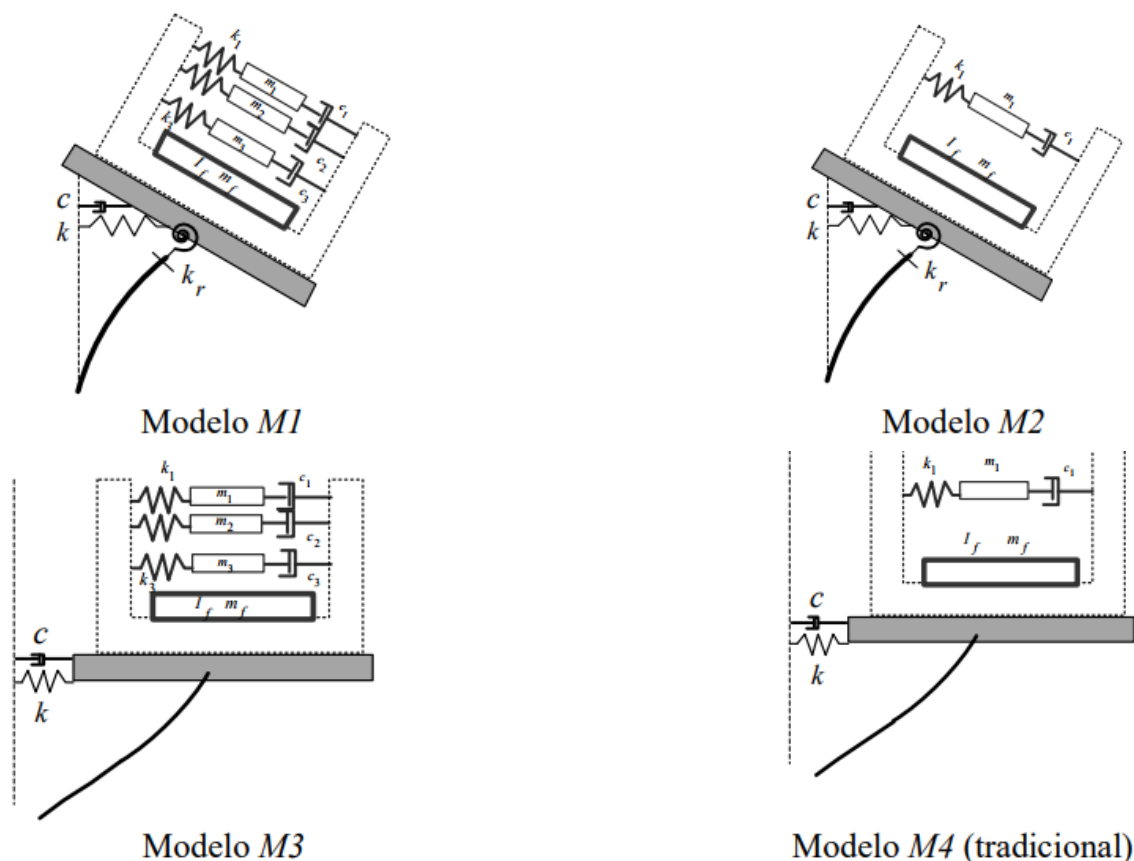 k1
m1
m2
c1
k3
m3
c2
If mf
c3
c
k
kr
Modelo M1
k1
m1
c1
If mf
c
k
kr
Modelo M2
k1
c1
m1
m2
c2
m3
k3
c3
If mf
c
k
Modelo M3
k1
m1
c1
If mf
c
k
Modelo M4 (tradicional)